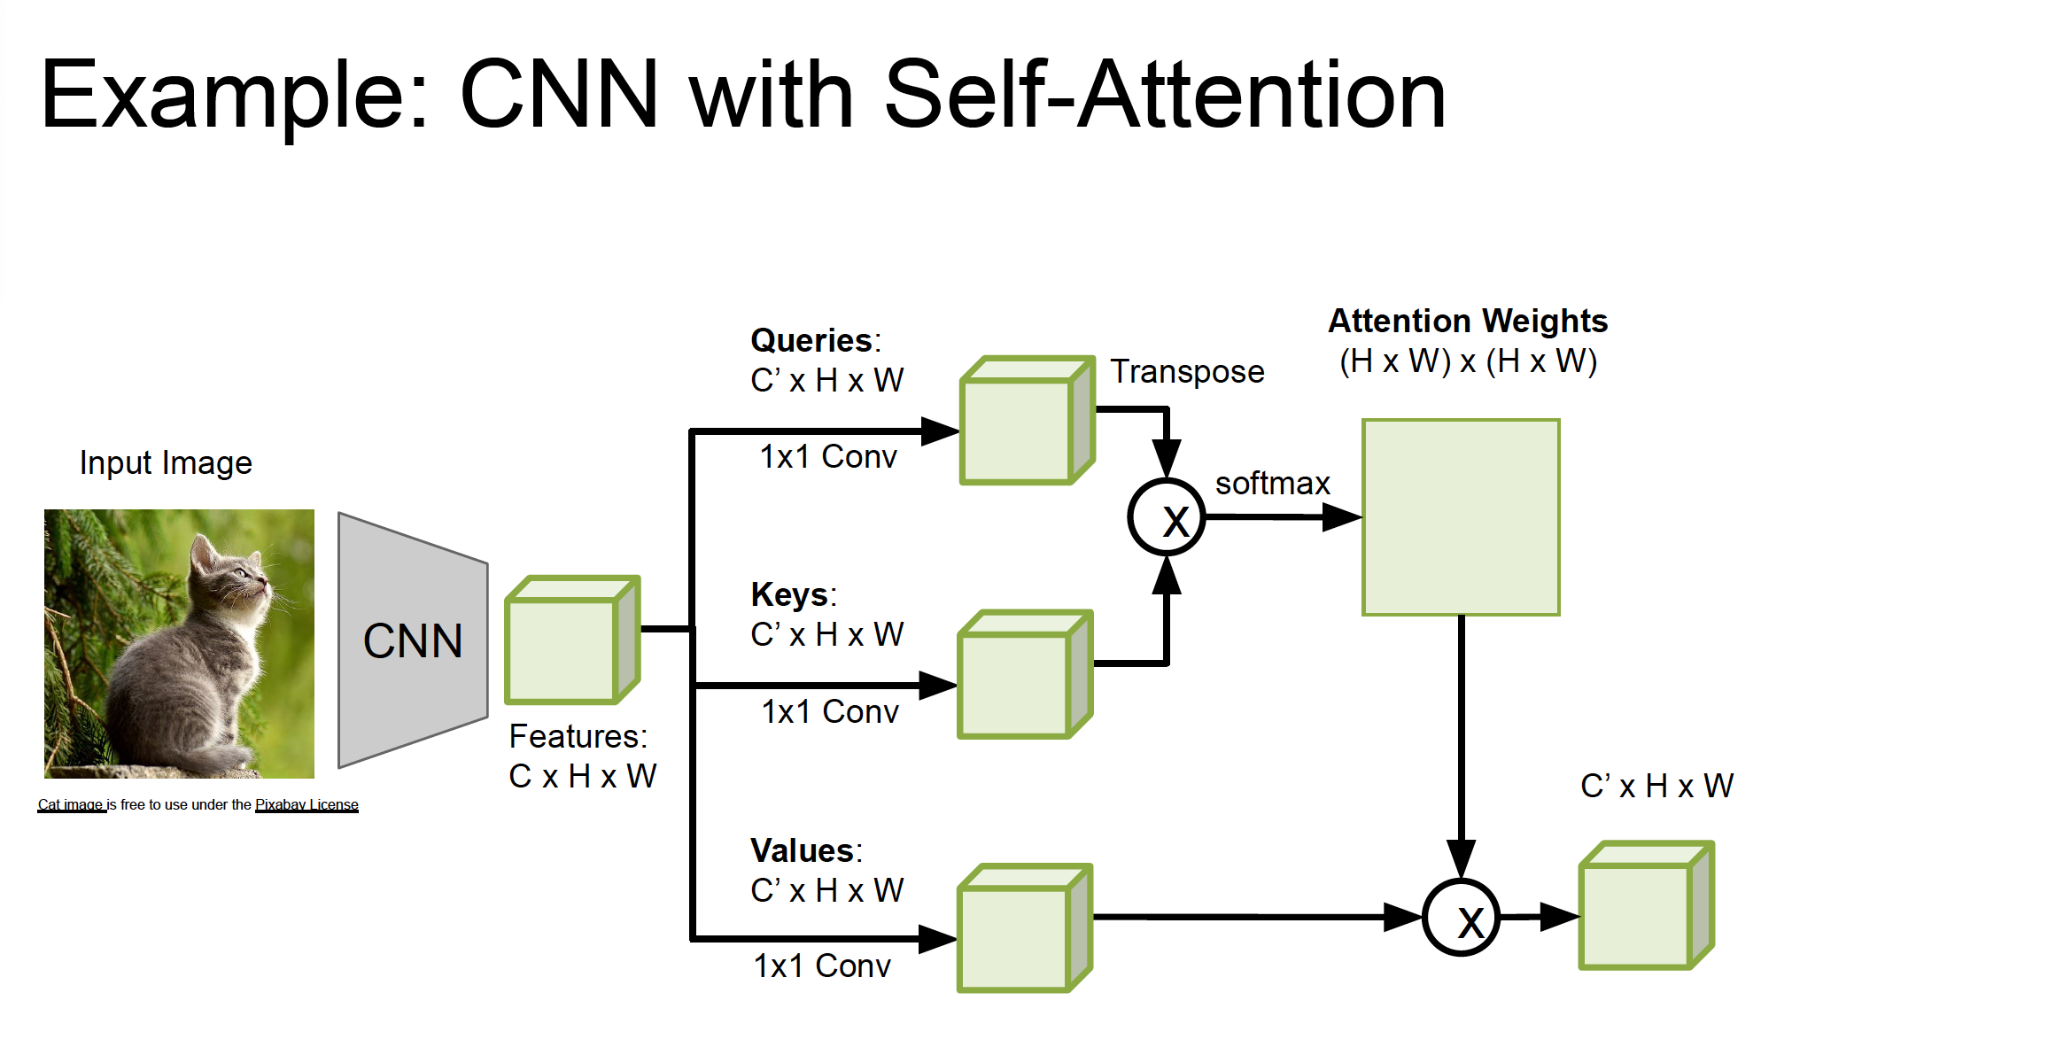 Example: CNN with Self-Attention
Input Image
CNN
Cat image is free to use under the Pixabay License
Features:
C x H x W
Queries:
C’ x H x W
1x1 Conv
Keys:
C’ x H x W
1x1 Conv
Values:
C’ x H x W
1x1 Conv
Transpose
X
softmax
Attention Weights
(H x W) x (H x W)
X
C’ x H x W